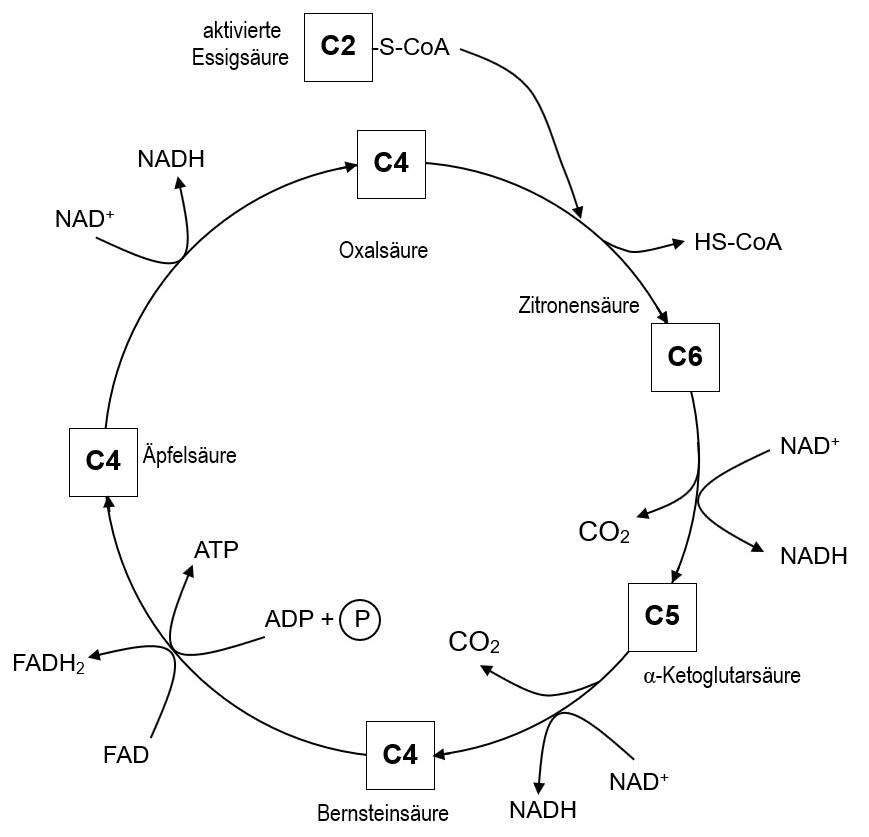 aktivierte
Essigsäure
C2
-S-CoA
C4
NADH
NAD⁺
Oxalsäure
HS-CoA
Zitronensäure
C6
C4
Äpfelsäure
NAD⁺
CO₂
NADH
ATP
ADP + P
C5
CO₂
FADH₂
α-Ketoglutarsäure
FAD
C4
NAD⁺
NADH
Bernsteinsäure